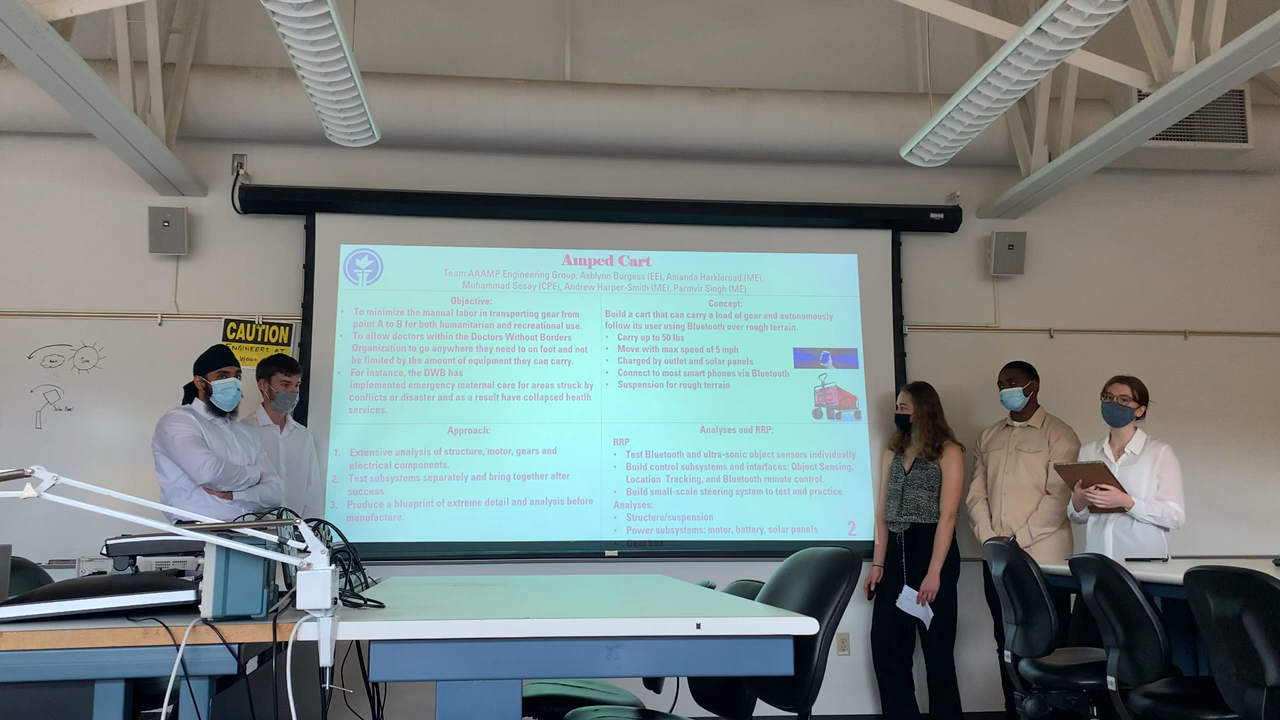 CAUTION
ENGINEERS AT
Amped Cart
Team AAAMP Engineering Group: Ashlynn Burgess (EE), Amanda Harkleroad (ME),
Muhammad Sesay (CPE), Andrew Harper-Smith (ME), Parmvir Singh (ME)
Objective:
• To minimize the manual labor in transporting gear from
point A to B for both humanitarian and recreational use.
• To allow doctors within the Doctors Without Borders
Organization to go anywhere they need to on foot and not
be limited by the amount of equipment they can carry.
• For instance, the DWB has
implemented emergency maternal care for areas struck by
conflicts or disaster and as a result have collapsed heath
services.
Concept:
Build a cart that can carry a load of gear and autonomously
follow its user using Bluetooth over rough terrain.
• Carry up to 50 lbs
• Move with max speed of 5 mph
• Charged by outlet and solar panels
• Connect to most smart phones via Bluetooth
• Suspension for rough terrain
Approach:
1. Extensive analysis of structure, motor, gears and
electrical components.
2. Test subsystems separately and bring together after
success.
3. Produce a blueprint of extreme detail and analysis before
manufacture.
Analyses and RRP:
RRP
• Test Bluetooth and ultra-sonic object sensors individually
• Build control subsystems and interfaces: Object Sensing,
Location Tracking, and Bluetooth remote control.
• Build small-scale steering system to test and practice
Analyses:
• Structure/suspension
• Power subsystems: motor, battery, solar panels
2